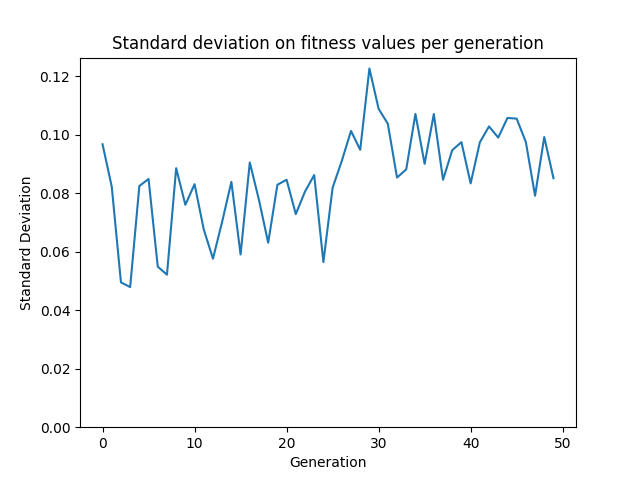 Standard deviation on fitness values per generation
0.12
0.10
0.08
0.06
0.04
0.02
0.00
Standard Deviation
0 10 20 30 40 50
Generation